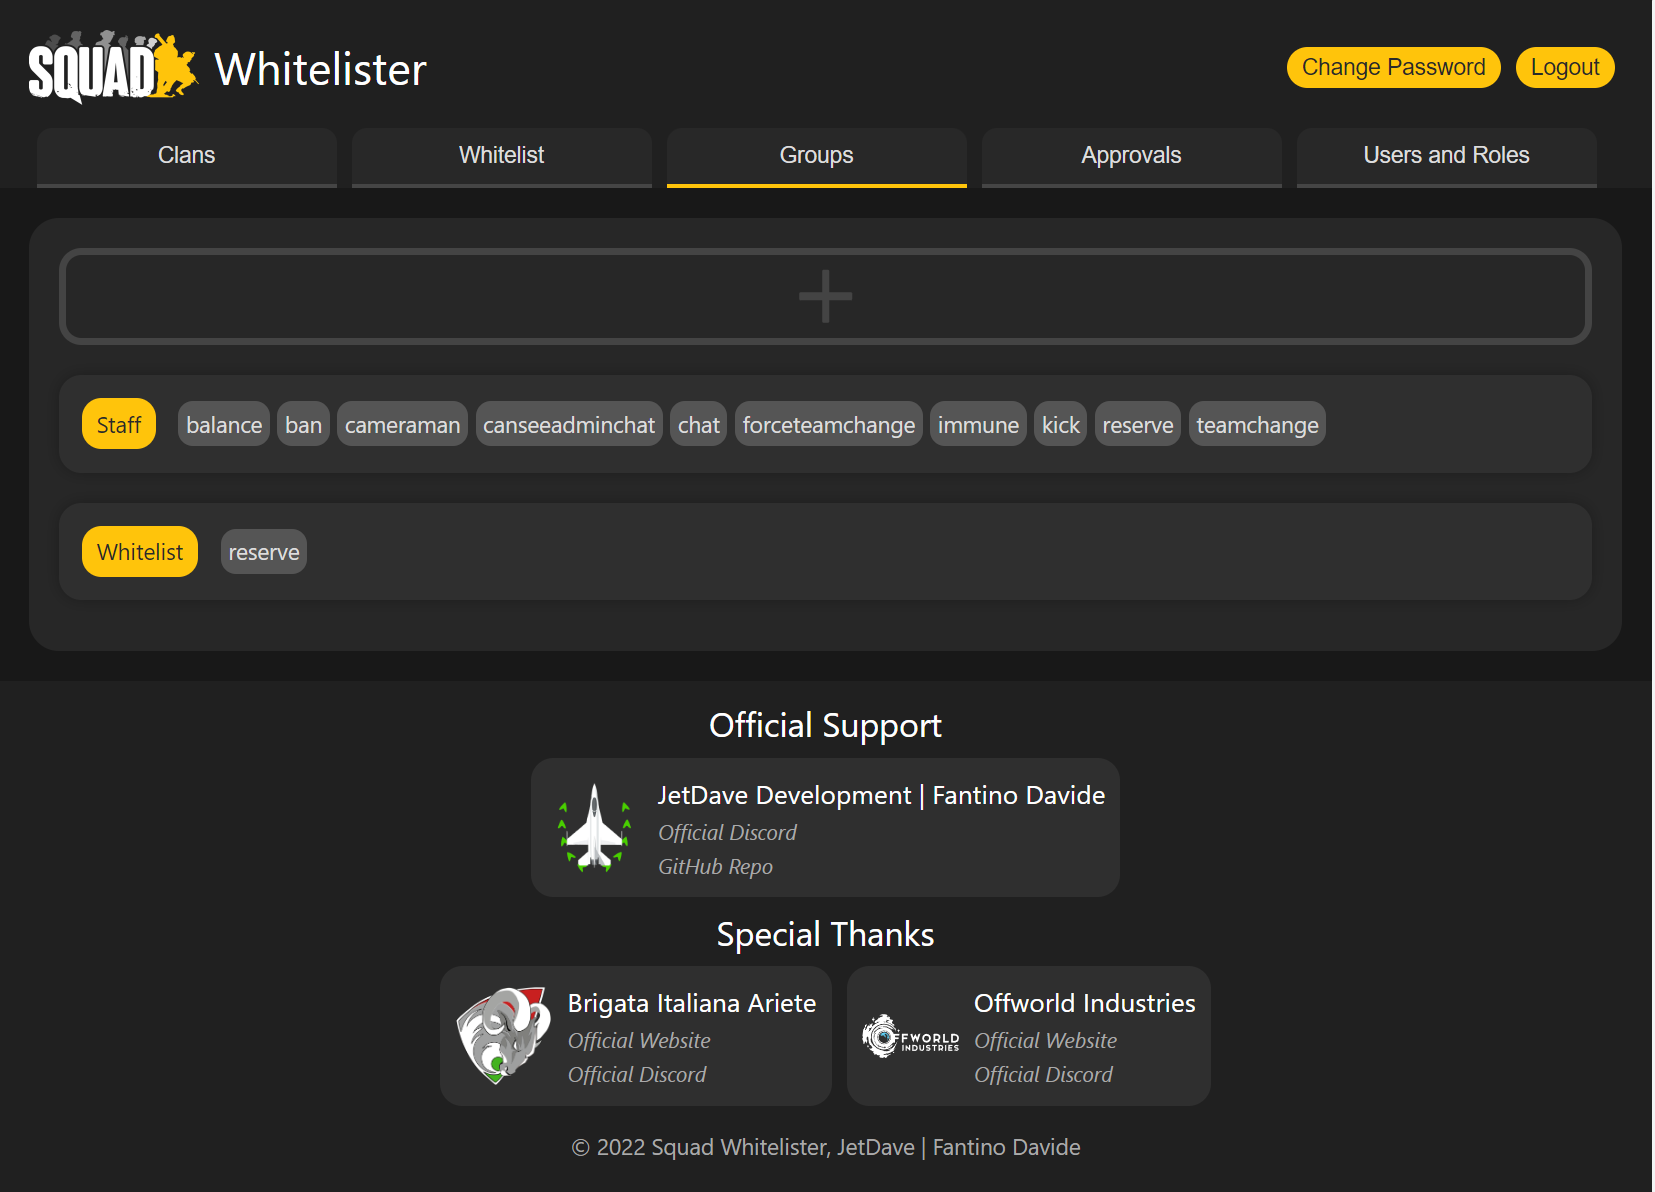 SQUAD Whitelister
Change Password Logout
Clans Whitelist Groups Approvals Users and Roles
Staff balance ban cameraman canseeadminchat chat forceteamchange immune kick reserve teamchange
Whitelist reserve
Official Support
JetDave Development | Fantino Davide
Official Discord
GitHub Repo
Special Thanks
Brigata Italiana Ariete
Official Website
Official Discord
OFFWORLD
INDUSTRIES
Offworld Industries
Official Website
Official Discord
© 2022 Squad Whitelister, JetDave | Fantino Davide